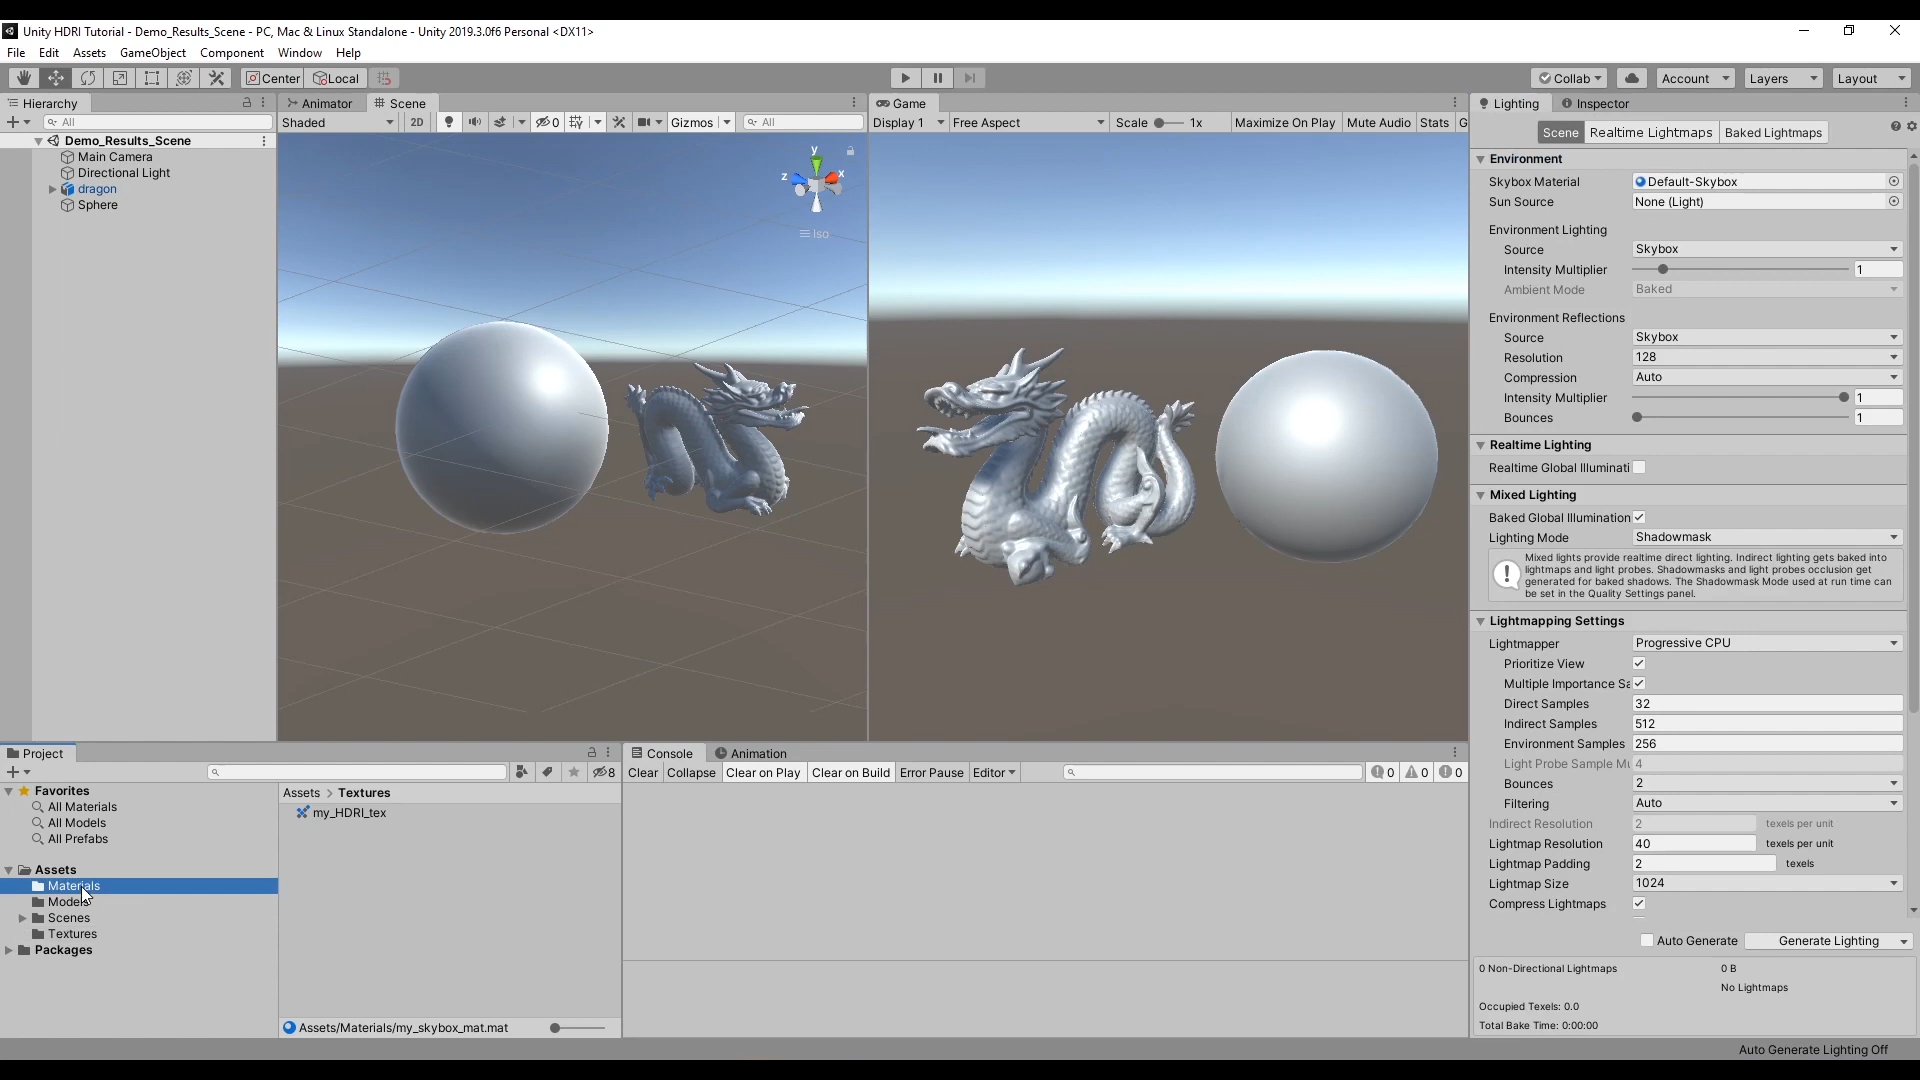 Unity HDRI Tutorial - Demo_Results_Scene - PC, Mac & Linux Standalone - Unity 2019.3.0f6 Personal <DX11>
File Edit Assets GameObject Component Window Help
Center Local Collab Account Layers Layout
Hierarchy
All
Demo_Results_Scene
Main Camera
Directional Light
dragon
Sphere
Animator Scene
Shaded 2D 0 Gizmos All
y
z x
Iso
Game
Display 1 Free Aspect Scale 1x Maximize On Play Mute Audio Stats G
Lighting Inspector
Scene Realtime Lightmaps Baked Lightmaps
Environment
Skybox Material Default-Skybox
Sun Source None (Light)
Environment Lighting
Source Skybox
Intensity Multiplier 1
Ambient Mode Baked
Environment Reflections
Source Skybox
Resolution 128
Compression Auto
Intensity Multiplier 1
Bounces 1
Realtime Lighting
Realtime Global Illuminati
Mixed Lighting
Baked Global Illumination
Lighting Mode Shadowmask
Mixed lights provide realtime direct lighting. Indirect lighting gets baked into
lightmaps and light probes. Shadowmasks and light probes occlusion get
generated for baked shadows. The Shadowmask Mode used at run time can
be set in the Quality Settings panel.
Lightmapping Settings
Lightmapper Progressive CPU
Prioritize View
Multiple Importance Sa
Direct Samples 32
Indirect Samples 512
Environment Samples 256
Light Probe Sample Mu 4
Bounces 2
Filtering Auto
Indirect Resolution 2 texels per unit
Lightmap Resolution 40 texels per unit
Lightmap Padding 2 texels
Lightmap Size 1024
Compress Lightmaps
Auto Generate Generate Lighting
0 Non-Directional Lightmaps 0 B
No Lightmaps
Occupied Texels: 0.0
Total Bake Time: 0:00:00
Project
8
Favorites
All Materials
All Models
All Prefabs
Assets
Materials
Models
Scenes
Textures
Packages
Assets > Textures
my_HDRI_tex
Assets/Materials/my_skybox_mat.mat
Console Animation
Clear Collapse Clear on Play Clear on Build Error Pause Editor 0 0 0
Auto Generate Lighting Off